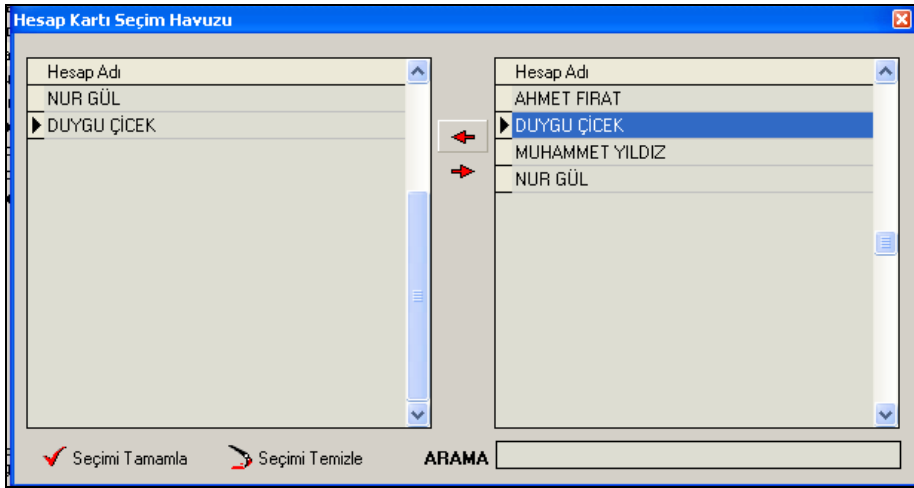 Hesap Kartı Seçim Havuzu
Hesap Adı
NUR GÜL
DUYGU ÇİCEK
Hesap Adı
AHMET FIRAT
DUYGU ÇİCEK
MUHAMMET YILDIZ
NUR GÜL
Seçimi Tamamla
Seçimi Temizle
ARAMA